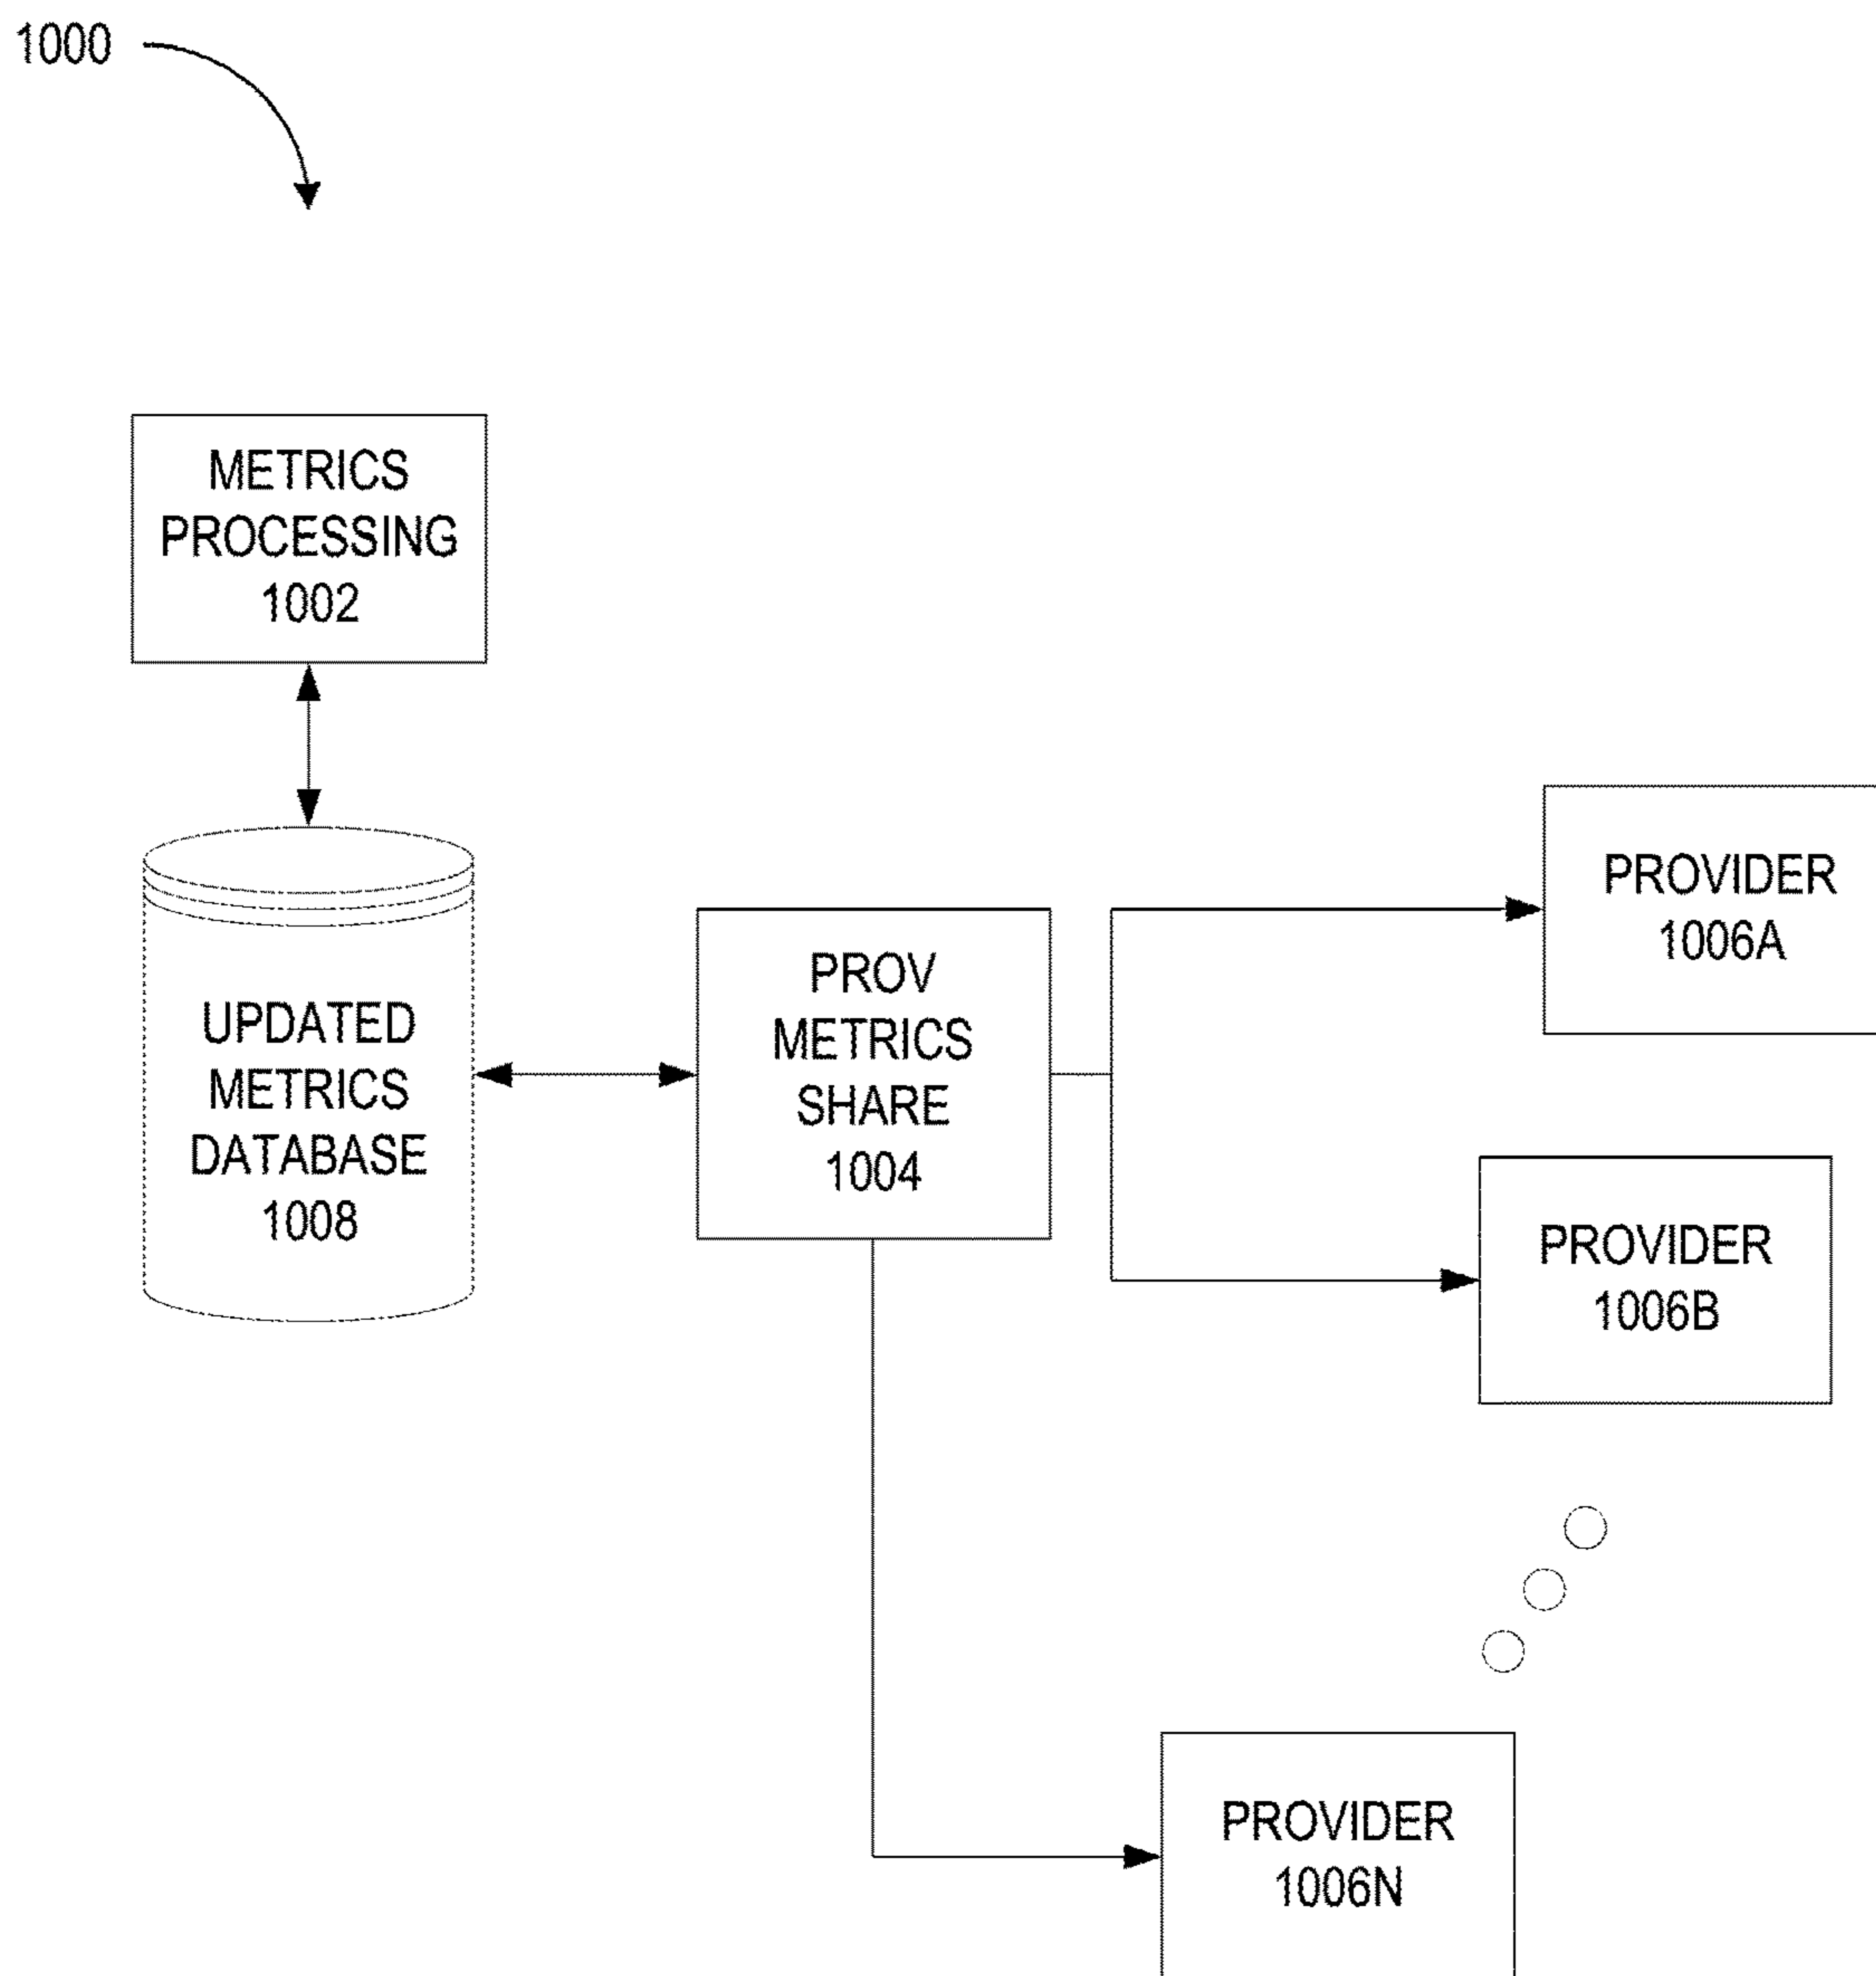 1000
METRICS
PROCESSING
1002
UPDATED
METRICS
DATABASE
1008
PROV
METRICS
SHARE
1004
PROVIDER
1006A
PROVIDER
1006B
PROVIDER
1006N